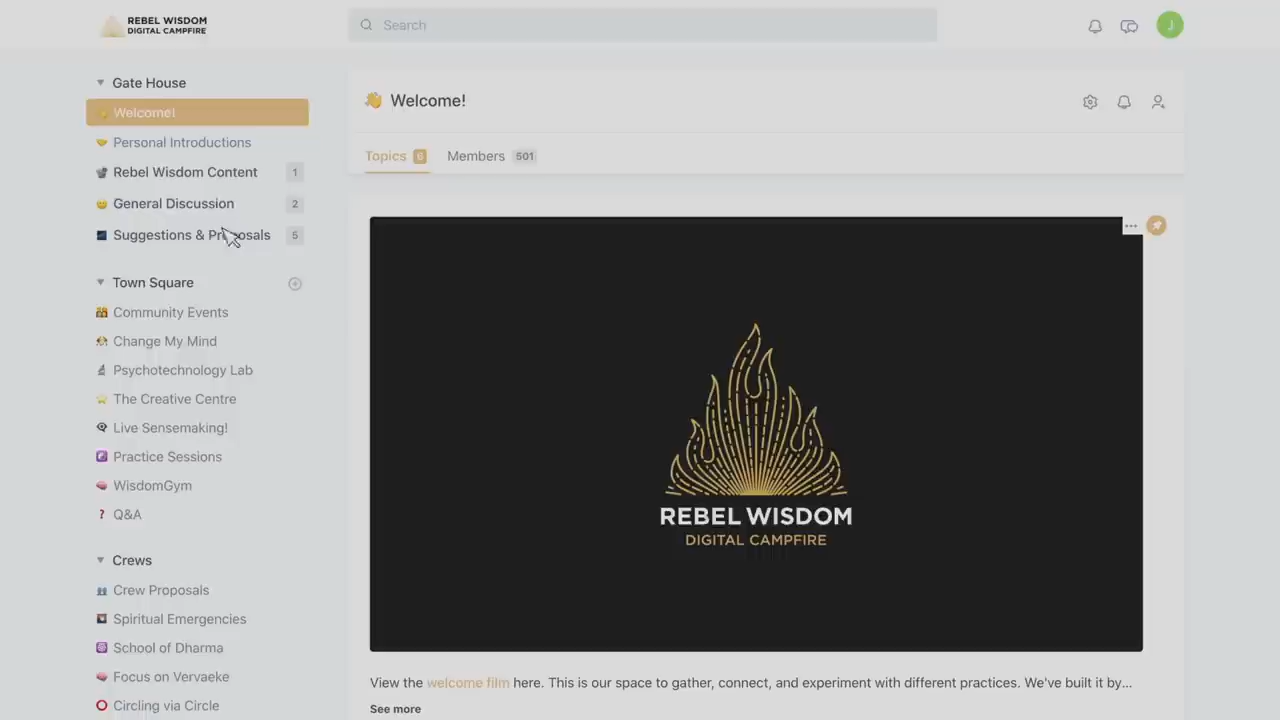 REBEL WISDOM
DIGITAL CAMPFIRE
Search
J
Gate House
Welcome!
Personal Introductions
Rebel Wisdom Content 1
General Discussion 2
Suggestions & Proposals 5
Town Square
Community Events
Change My Mind
Psychotechnology Lab
The Creative Centre
Live Sensemaking!
Practice Sessions
WisdomGym
Q&A
Crews
Crew Proposals
Spiritual Emergencies
School of Dharma
Focus on Vervaeke
Circling via Circle
Welcome!
Topics 6 Members 501
REBEL WISDOM
DIGITAL CAMPFIRE
View the welcome film here. This is our space to gather, connect, and experiment with different practices. We've built it by...
See more